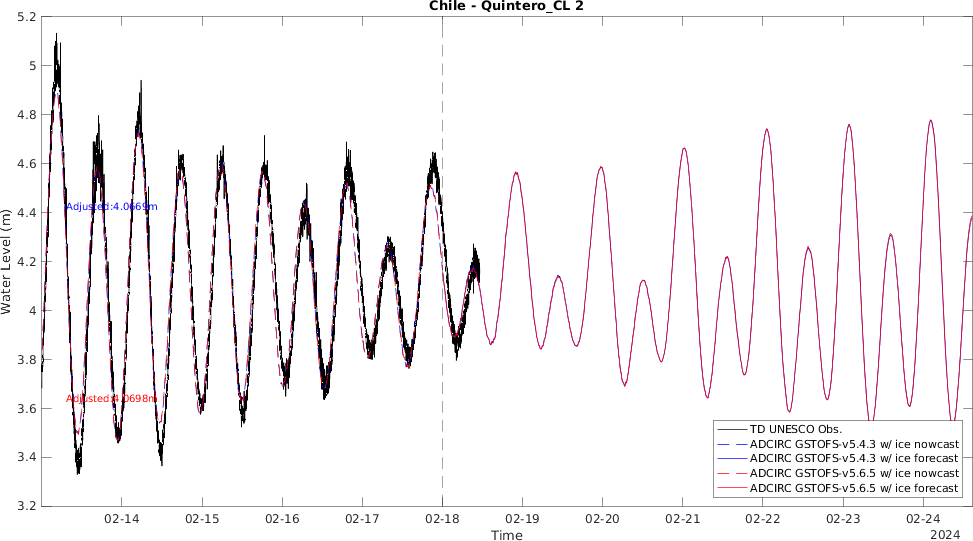 Chile - Quintero_CL 2
Water Level (m)
5.2
5
4.8
4.6
4.4
4.2
4
3.8
3.6
3.4
3.2
Adjusted:4.0669m
Adjusted:4.0698m
TD UNESCO Obs.
ADCIRC GSTOFS-v5.4.3 w/ ice nowcast
ADCIRC GSTOFS-v5.4.3 w/ ice forecast
ADCIRC GSTOFS-v5.6.5 w/ ice nowcast
ADCIRC GSTOFS-v5.6.5 w/ ice forecast
02-14 02-15 02-16 02-17 02-18 02-19 02-20 02-21 02-22 02-23 02-24
Time
2024